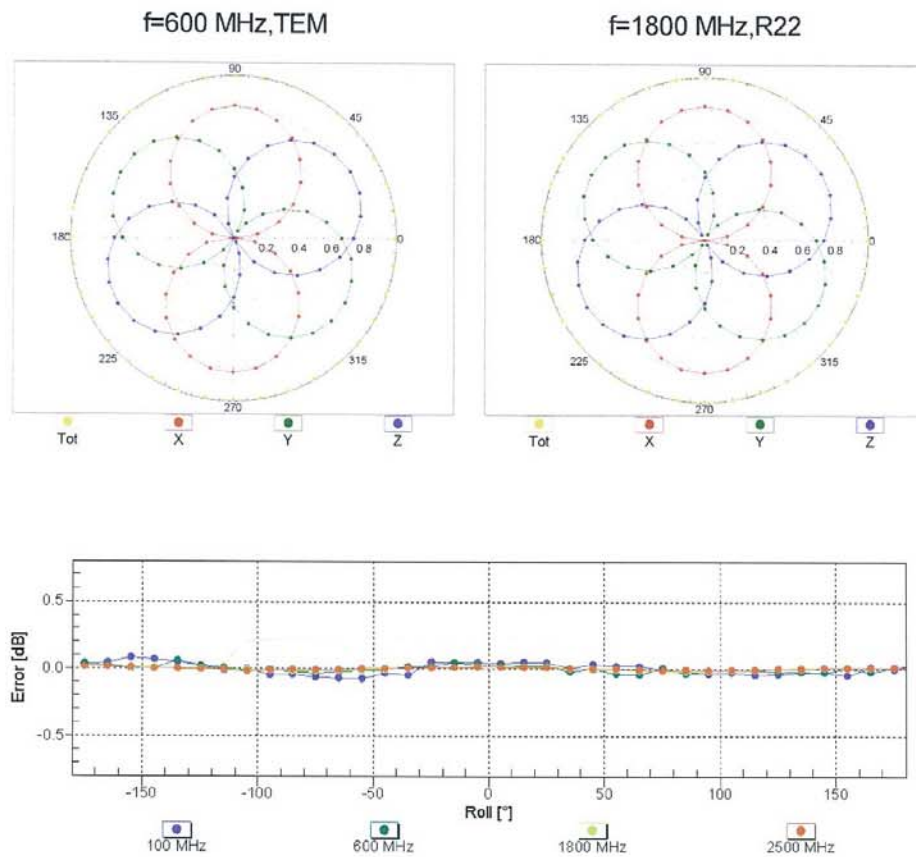 f=600 MHz,TEM
f=1800 MHz,R22
90
135
45
180
0.2 0.4 0.6 0.8
0
225
315
270
Tot X Y Z
90
135
45
180
0.2 0.4 0.6 0.8
0
225
315
270
Tot X Y Z
Error [dB]
0.5
0.0
-0.5
-150 -100 -50 0 50 100 150
Roll [°]
100 MHz 600 MHz 1800 MHz 2500 MHz